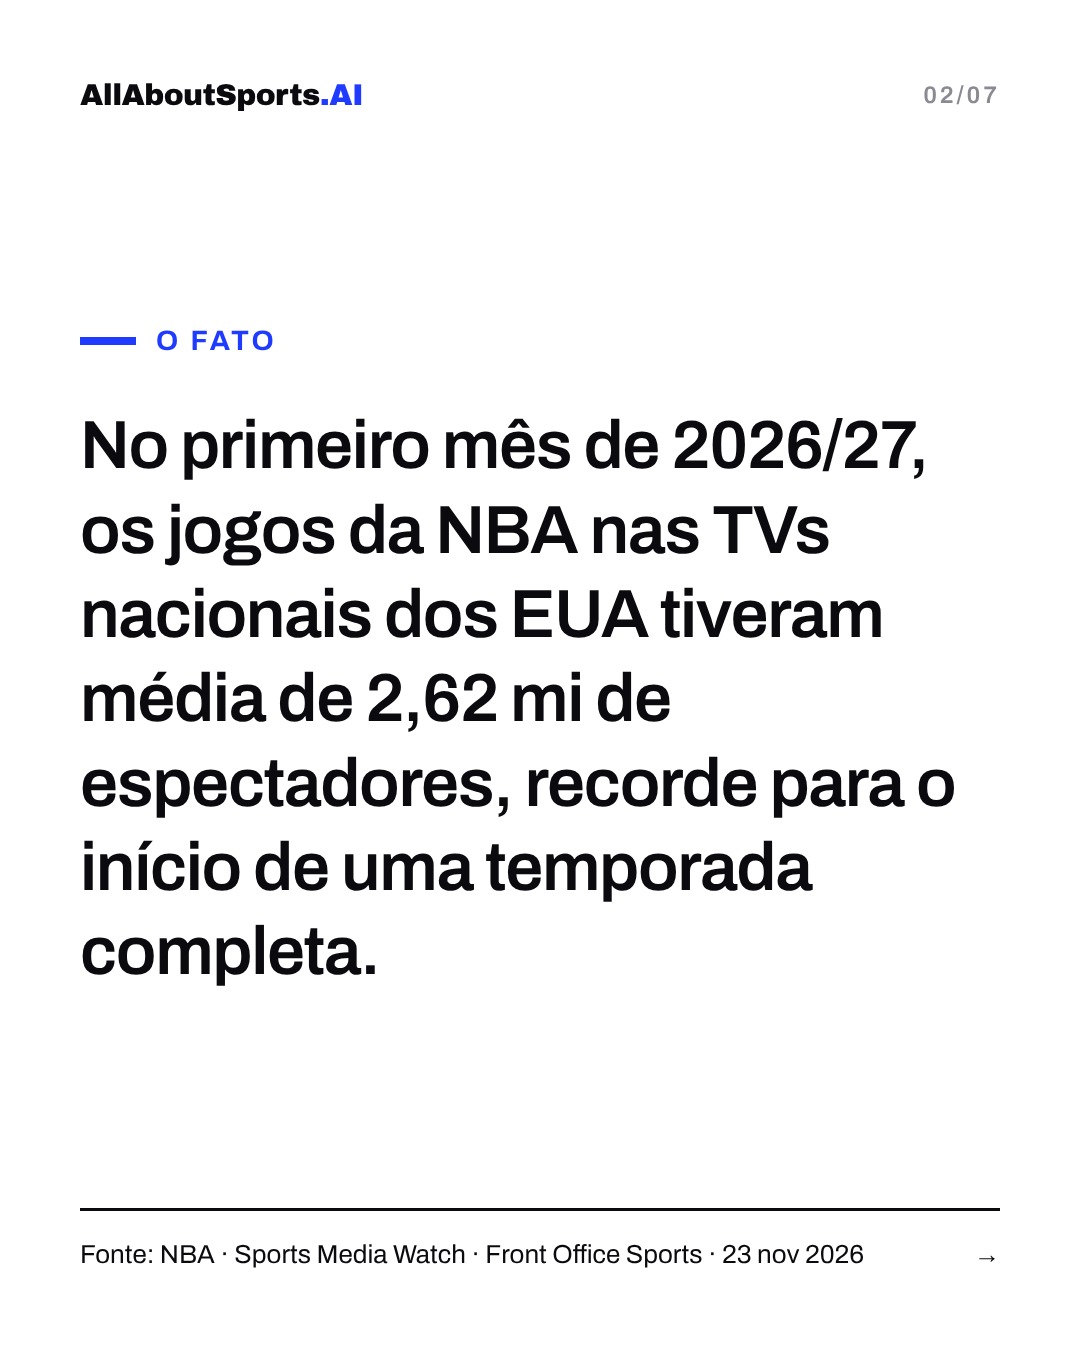 AllAboutSports.AI
02/07
O FATO
No primeiro mês de 2026/27,
os jogos da NBA nas TVs
nacionais dos EUA tiveram
média de 2,62 mi de
espectadores, recorde para o
início de uma temporada
completa.
Fonte: NBA · Sports Media Watch · Front Office Sports · 23 nov 2026 →